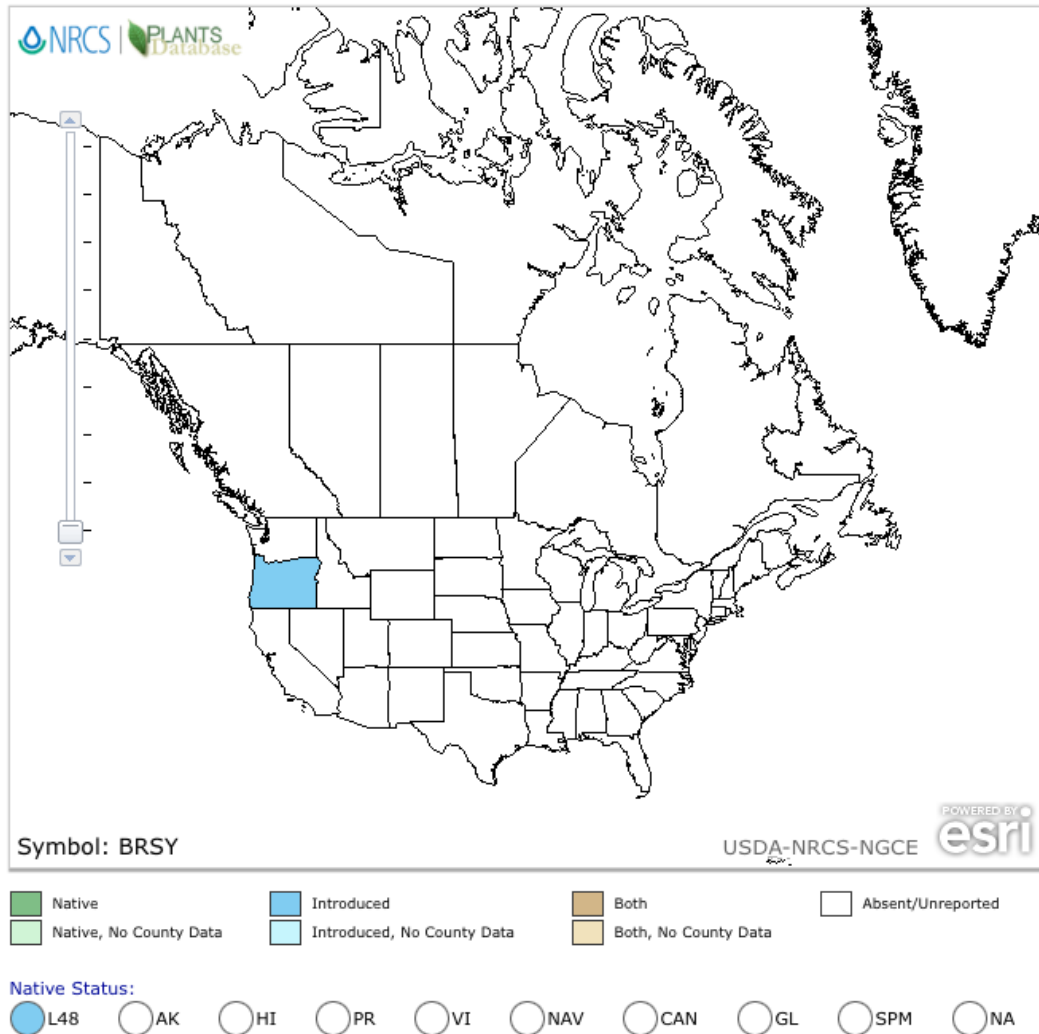 NRCS | PLANTS
Database
Symbol: BRSY
USDA-NRCS-NGCE
POWERED BY
esri
Native
Introduced
Both
Absent/Unreported
Native, No County Data
Introduced, No County Data
Both, No County Data
Native Status:
L48 AK HI PR VI NAV CAN GL SPM NA